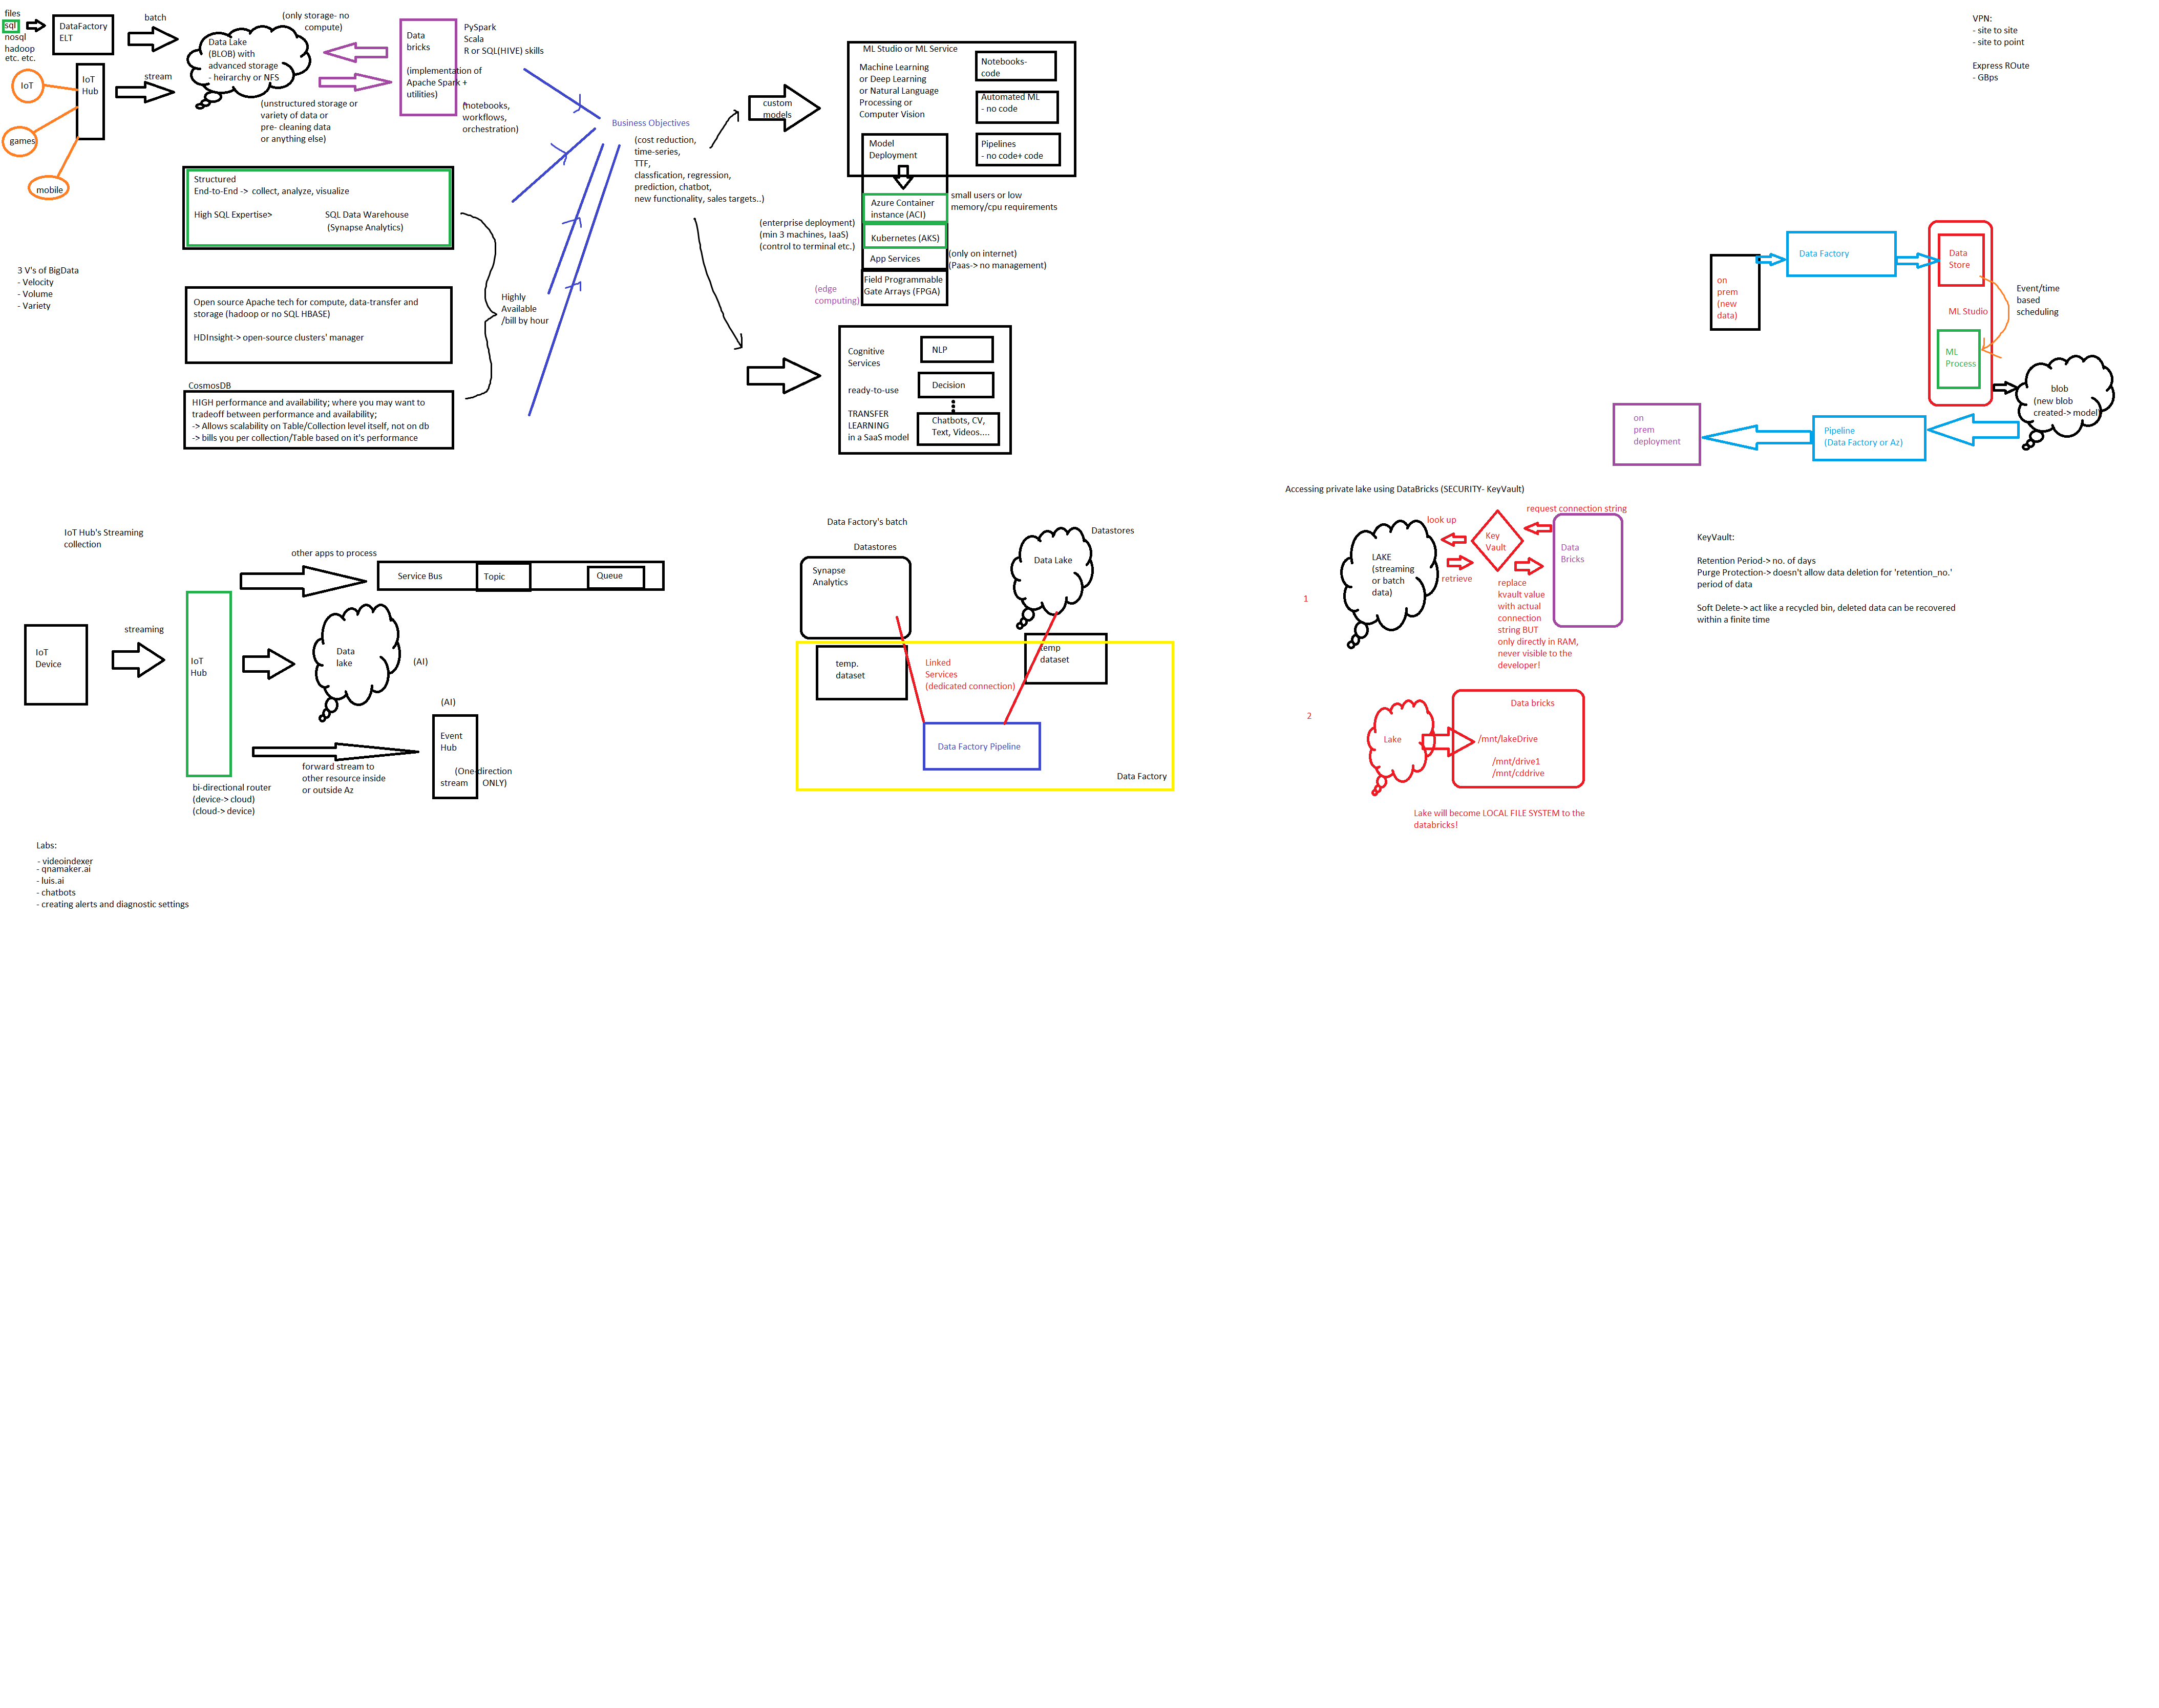 files
sql
nosql
hadoop
etc. etc.
DataFactory
ELT
batch
(only storage- no
compute)
Data Lake
(BLOB) with
advanced storage
- heirarchy or NFS
Data
bricks
(implementation of
Apache Spark +
utilities)
PySpark
Scala
R or SQL(HIVE) skills
(notebooks,
workflows,
orchestration)
IoT
games
mobile
IoT
Hub
stream
(unstructured storage or
variety of data or
pre- cleaning data
or anything else)
Structured
End-to-End -> collect, analyze, visualize
High SQL Expertise>
SQL Data Warehouse
(Synapse Analytics)
3 V's of BigData
- Velocity
- Volume
- Variety
Open source Apache tech for compute, data-transfer and
storage (hadoop or no SQL HBASE)
HDInsight-> open-source clusters' manager
CosmosDB
HIGH performance and availability; where you may want to
tradeoff between performance and availability;
-> Allows scalability on Table/Collection level itself, not on db
-> bills you per collection/Table based on it's performance
Highly
Available
/bill by hour
Business Objectives
(cost reduction,
time-series,
TTF,
classfication, regression,
prediction, chatbot,
new functionality, sales targets..)
custom
models
ML Studio or ML Service
Machine Learning
or Deep Learning
or Natural Language
Processing or
Computer Vision
Notebooks-
code
Automated ML
- no code
Pipelines
- no code+ code
Model
Deployment
Azure Container
instance (ACI)
small users or low
memory/cpu requirements
(enterprise deployment)
(min 3 machines, IaaS)
(control to terminal etc.)
Kubernetes (AKS)
App Services
(only on internet)
(Paas-> no management)
Field Programmable
Gate Arrays (FPGA)
(edge
computing)
Cognitive
Services
ready-to-use
TRANSFER
LEARNING
in a SaaS model
NLP
Decision
Chatbots, CV,
Text, Videos....
VPN:
- site to site
- site to point
Express ROute
- GBps
on
prem
(new
data)
Data Factory
Data
Store
ML Studio
ML
Process
Event/time
based
scheduling
blob
(new blob
created-> model)
Pipeline
(Data Factory or Az)
on
prem
deployment
IoT Hub's Streaming
collection
IoT
Device
streaming
IoT
Hub
bi-directional router
(device-> cloud)
(cloud-> device)
other apps to process
Service Bus
Topic
Queue
Data
lake
(AI)
(AI)
Event
Hub
(One-direction
stream ONLY)
forward stream to
other resource inside
or outside Az
Data Factory's batch
Datastores
Synapse
Analytics
Data Lake
Datastores
temp.
dataset
temp
dataset
Linked
Services
(dedicated connection)
Data Factory Pipeline
Data Factory
Accessing private lake using DataBricks (SECURITY- KeyVault)
1
LAKE
(streaming
or batch
data)
look up
retrieve
Key
Vault
request connection string
Data
Bricks
replace
kvault value
with actual
connection
string BUT
only directly in RAM,
never visible to the
developer!
2
Lake
Data bricks
/mnt/lakeDrive
/mnt/drive1
/mnt/cddrive
Lake will become LOCAL FILE SYSTEM to the
databricks!
KeyVault:
Retention Period-> no. of days
Purge Protection-> doesn't allow data deletion for 'retention_no.'
period of data
Soft Delete-> act like a recycled bin, deleted data can be recovered
within a finite time
Labs:
- videoindexer
- qnamaker.ai
- luis.ai
- chatbots
- creating alerts and diagnostic settings